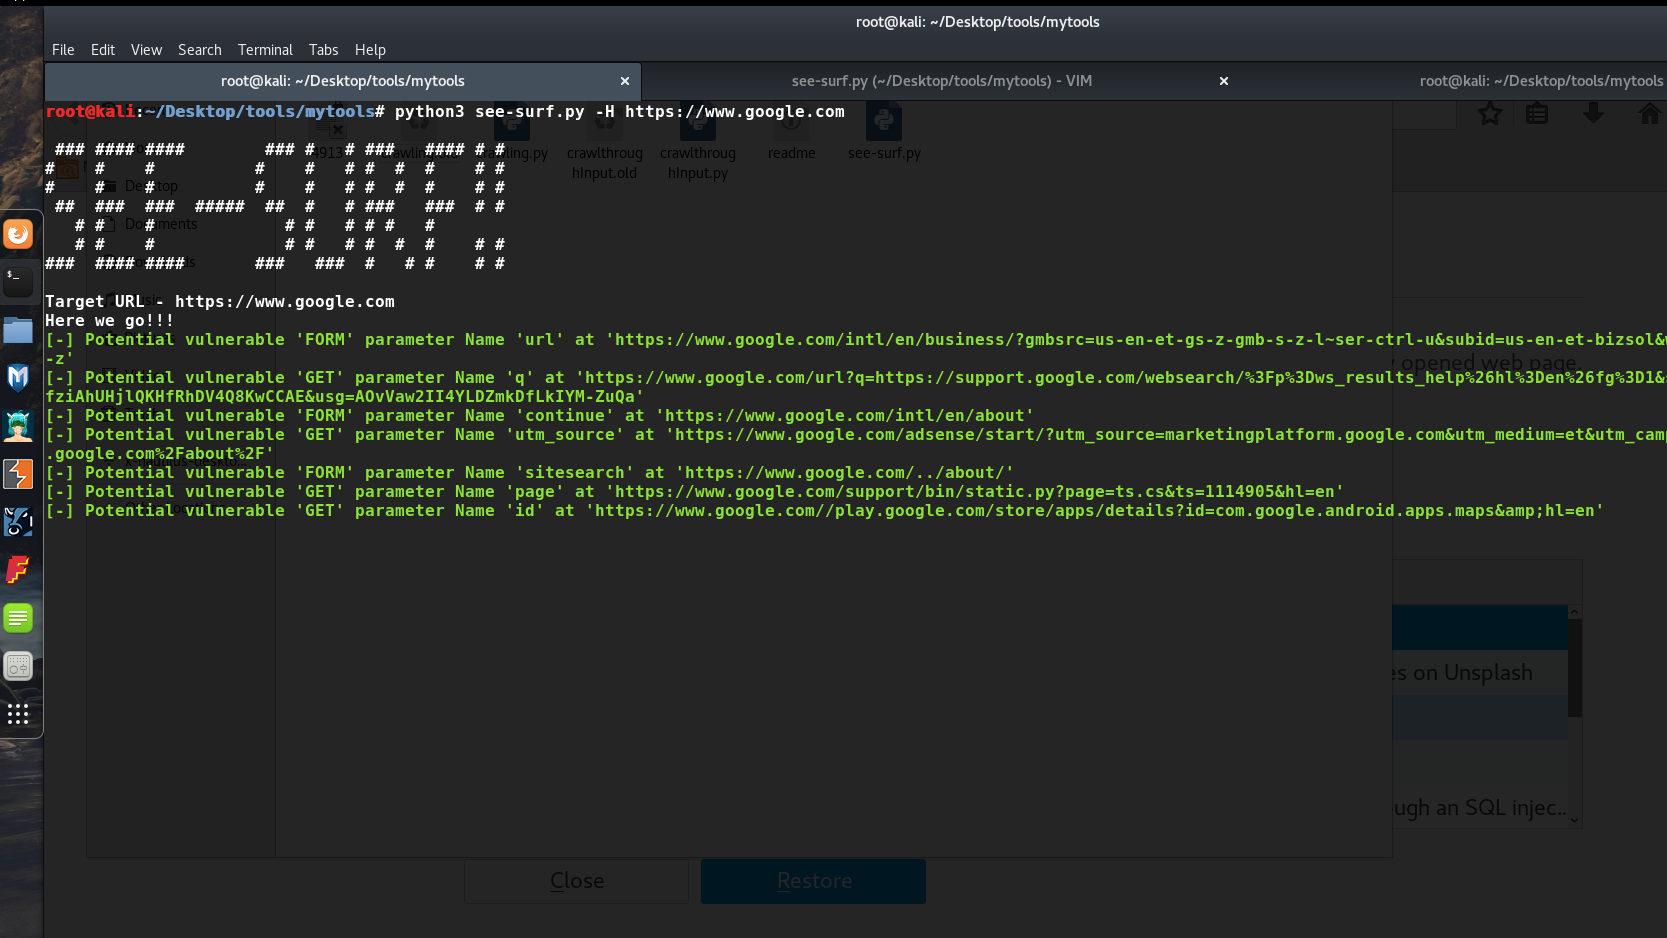 root@kali: ~/Desktop/tools/mytools
File Edit View Search Terminal Tabs Help
root@kali: ~/Desktop/tools/mytools × see-surf.py (~/Desktop/tools/mytools) - VIM × root@kali: ~/Desktop/tools/mytools
root@kali:~/Desktop/tools/mytools# python3 see-surf.py -H https://www.google.com
4913 crawling.old crawling.py crawlthroug readme see-surf.py
hInput.old crawlthroug
hInput.py
Desktop
Documents
SEE-SURF
Target URL - https://www.google.com
Here we go!!!
[-] Potential vulnerable 'FORM' parameter Name 'url' at 'https://www.google.com/intl/en/business/?gmbsrc=us-en-et-gs-z-gmb-s-z-l~ser-ctrl-u&subid=us-en-et-bizsol&
-z'
opened web page.
[-] Potential vulnerable 'GET' parameter Name 'q' at 'https://www.google.com/url?q=https://support.google.com/websearch/%3Fp%3Dws_results_help%26hl%3Den%26fg%3D1&
fziAhUHjlQKHfRhDV4Q8KwCCAE&usg=AOvVaw2II4YLDZmkDfLkIYM-ZuQa'
[-] Potential vulnerable 'FORM' parameter Name 'continue' at 'https://www.google.com/intl/en/about'
[-] Potential vulnerable 'GET' parameter Name 'utm_source' at 'https://www.google.com/adsense/start/?utm_source=marketingplatform.google.com&utm_medium=et&utm_cam
.google.com%2Fabout%2F'
[-] Potential vulnerable 'FORM' parameter Name 'sitesearch' at 'https://www.google.com/../about/'
[-] Potential vulnerable 'GET' parameter Name 'page' at 'https://www.google.com/support/bin/static.py?page=ts.cs&ts=1114905&hl=en'
[-] Potential vulnerable 'GET' parameter Name 'id' at 'https://www.google.com//play.google.com/store/apps/details?id=com.google.android.apps.maps&amp;hl=en'
es on Unsplash
ugh an SQL injec..
Close Restore